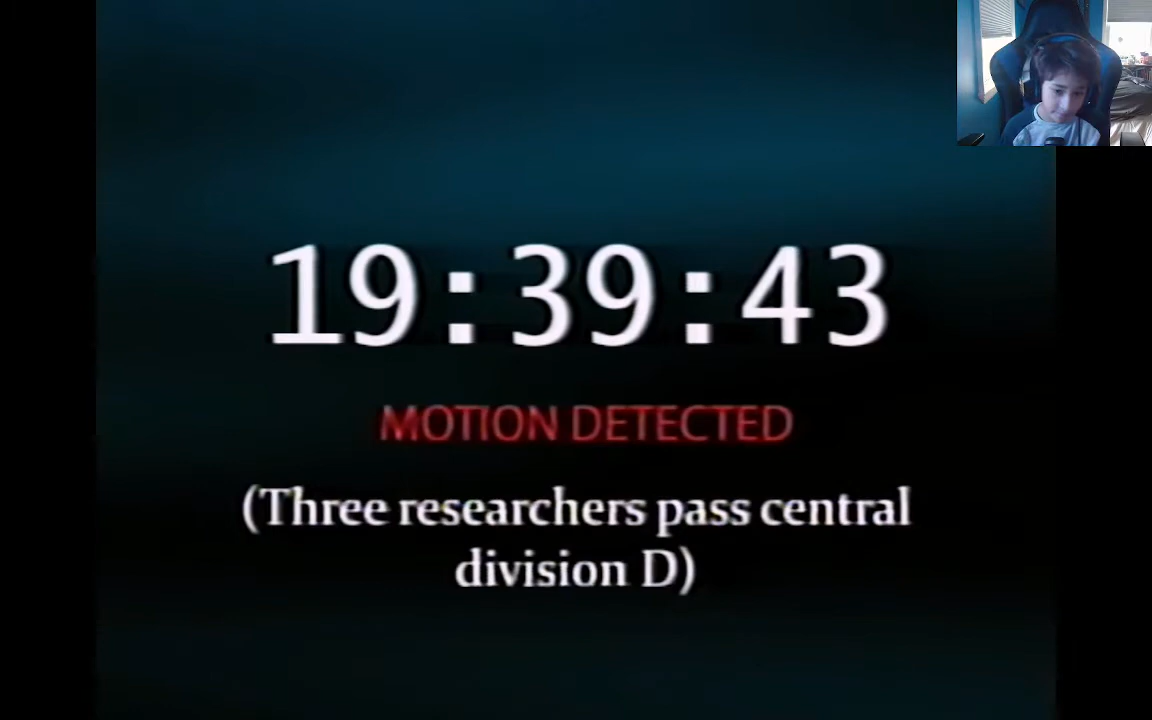 19:39:43
MOTION DETECTED
(Three researchers pass central
division D)